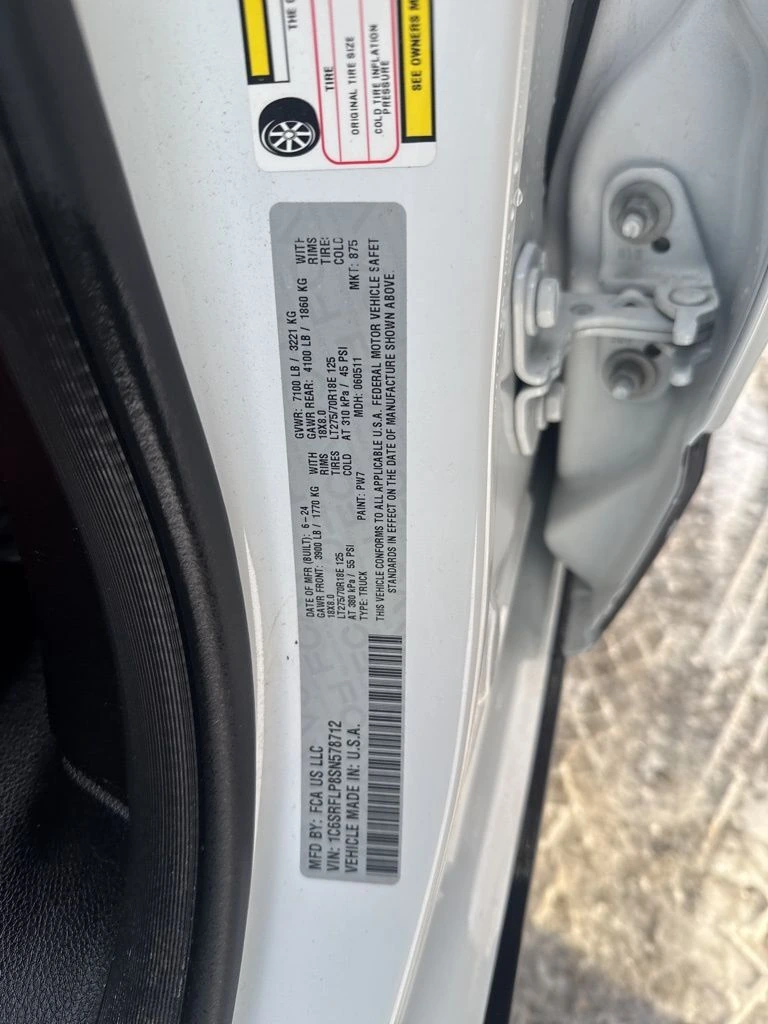 THE
TIRE
ORIGINAL TIRE SIZE
COLD TIRE INFLATION
PRESSURE
SEE OWNERS
MFD BY: FCA US LLC
VIN: 1C6SRFLP8SN578712
VEHICLE MADE IN: U.S.A.
DATE OF MFR (BUILT): 6-24 GVWR: 7100 LB / 3221 KG
GAWR FRONT: 3900 LB / 1770 KG WITH GAWR REAR: 4100 LB / 1860 KG WITH
18X8.0 RIMS 18X8.0 RIMS
LT275/70R18E 125 TIRES LT275/70R18E 125 TIRE
AT 380 kPa / 55 PSI COLD AT 310 kPa / 45 PSI COLD
TYPE: TRUCK PAINT: PW7 MDH: 060511 MKT: 875
THIS VEHICLE CONFORMS TO ALL APPLICABLE U.S.A. FEDERAL MOTOR VEHICLE SAFET
STANDARDS IN EFFECT ON THE DATE OF MANUFACTURE SHOWN ABOVE.